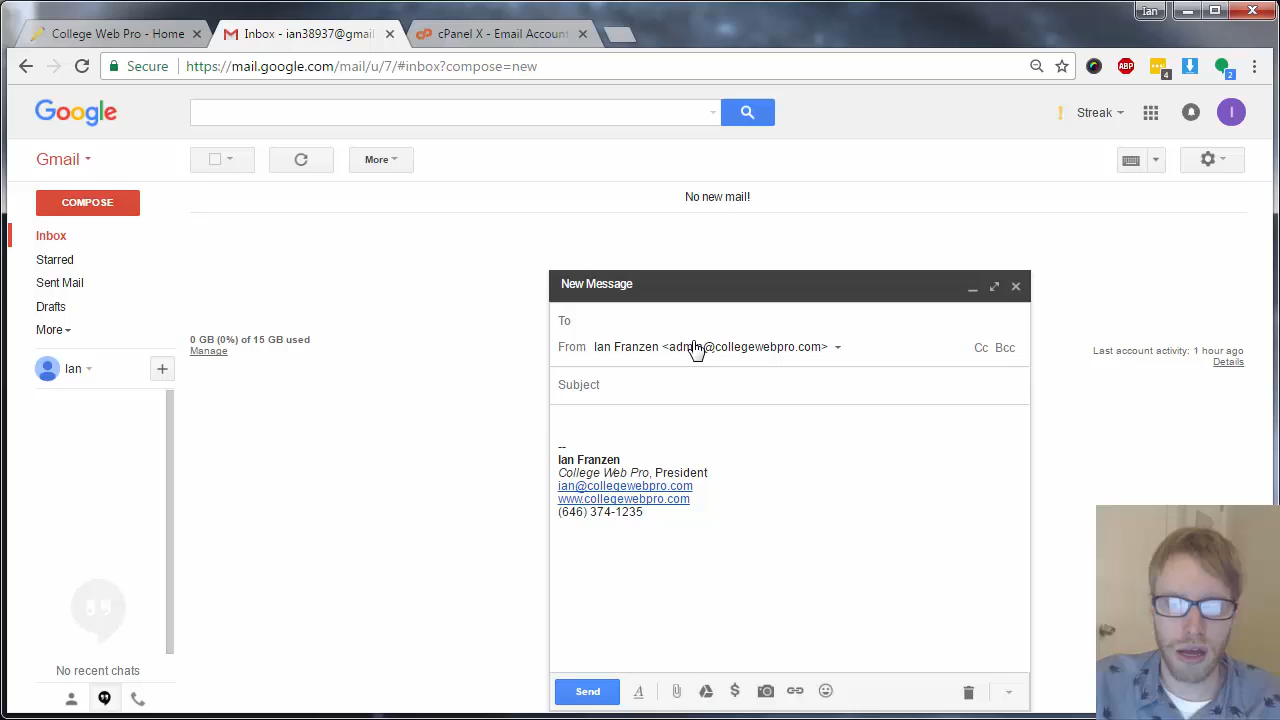 Ian
College Web Pro - Home
Inbox - ian38937@gmail
cPanel X - Email Account
Secure
https://mail.google.com/mail/u/7/#inbox?compose=new
ABP
4
2
Google
Streak
I
Gmail
More
COMPOSE
No new mail!
Inbox
Starred
Sent Mail
Drafts
More
Ian
0 GB (0%) of 15 GB used
Manage
Last account activity: 1 hour ago
Details
New Message
To
From Ian Franzen <admin@collegewebpro.com>
Cc Bcc
Subject
--
Ian Franzen
College Web Pro, President
ian@collegewebpro.com
www.collegewebpro.com
(646) 374-1235
Send
No recent chats